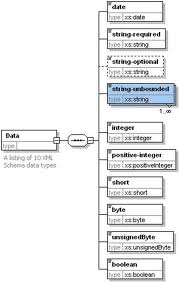 date
type xs:date
string-required
type xs:string
string-optional
type xs:string
string-unbounded
type xs:string
1..∞
Data
type
A listing of 10 XML
Schema data types
integer
type xs:integer
positive-integer
type xs:positiveInteger
short
type xs:short
byte
type xs:byte
unsignedByte
type xs:unsignedByte
boolean
type xs:boolean